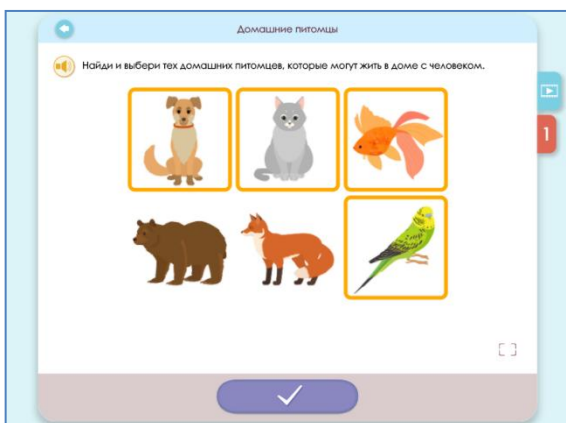 Домашние питомцы
Найди и выбери тех домашних питомцев, которые могут жить в доме с человеком.
1